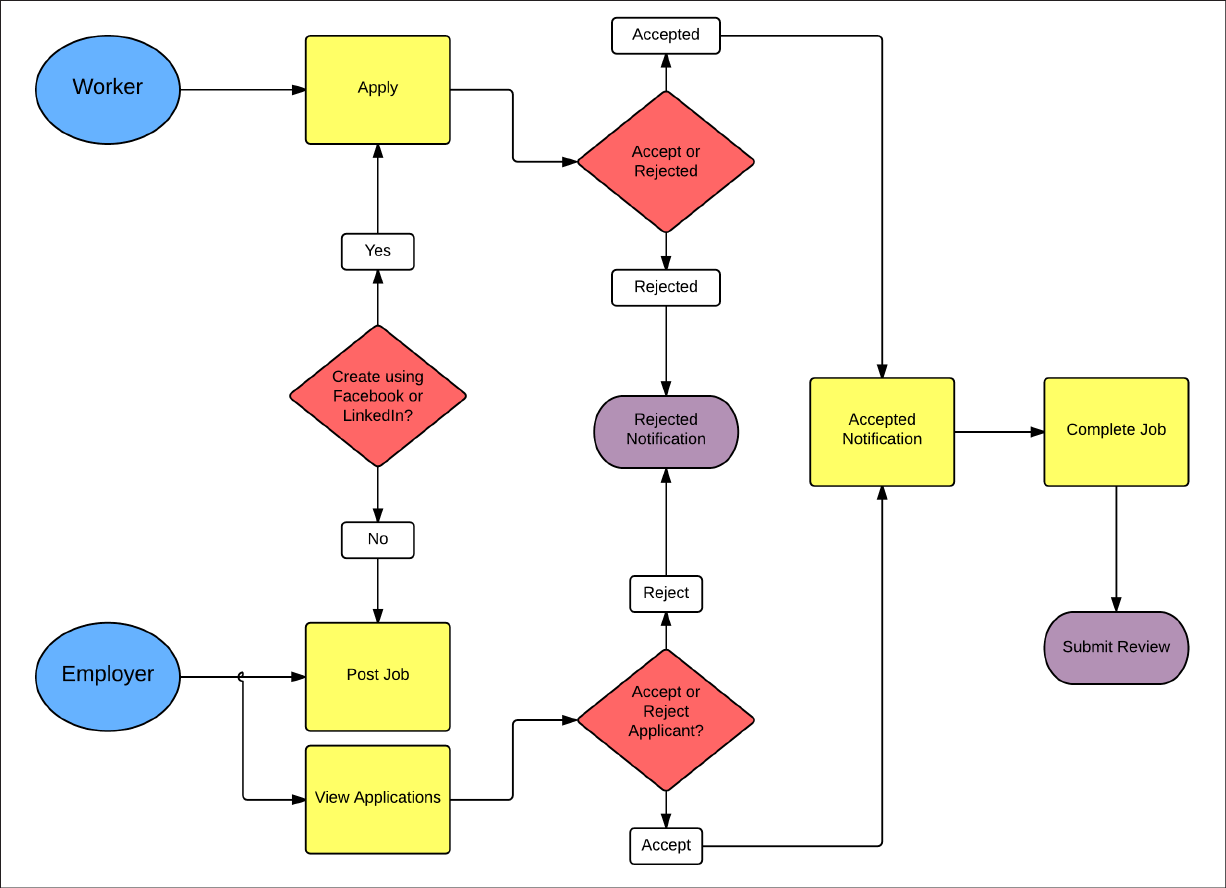 Worker
Apply
Accepted
Accept or
Rejected
Yes
Rejected
Create using
Facebook or
LinkedIn?
Rejected
Notification
Accepted
Notification
Complete Job
No
Reject
Employer
Post Job
Accept or
Reject
Applicant?
Submit Review
View Applications
Accept